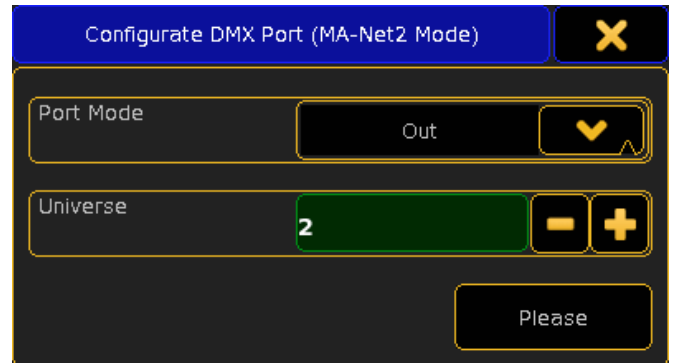 Configurate DMX Port (MA-Net2 Mode)
Port Mode
Out
Universe
2
Please